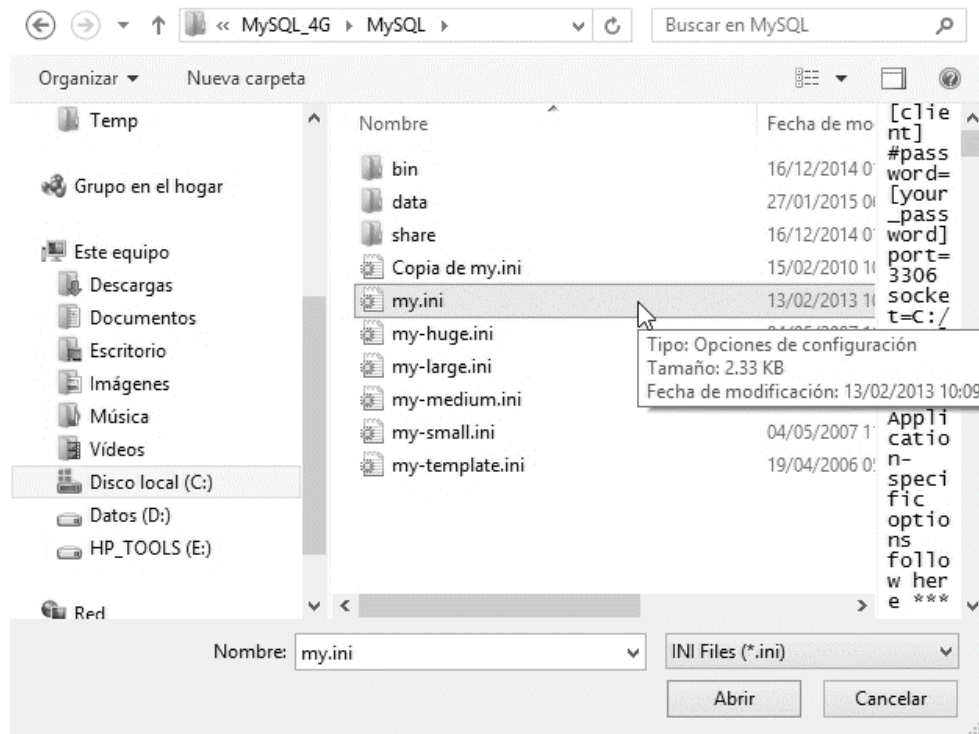 « MySQL_4G MySQL
Buscar en MySQL
Organizar
Nueva carpeta
Temp
Grupo en el hogar
Este equipo
Descargas
Documentos
Escritorio
Imágenes
Música
Vídeos
Disco local (C:)
Datos (D:)
HP_TOOLS (E:)
Red
Nombre Fecha de mo
bin 16/12/2014 0
data 27/01/2015 0
share 16/12/2014 0
Copia de my.ini 15/02/2010 1
my.ini 13/02/2013 1
my-huge.ini
my-large.ini
my-medium.ini
my-small.ini 04/05/2007 1
my-template.ini 19/04/2006 0
Tipo: Opciones de configuración
Tamaño: 2.33 KB
Fecha de modificación: 13/02/2013 10:09
[clie
nt]
#pass
word=
[your
_pass
word]
port=
3306
socke
t=C:/
Appli
catio
n-
speci
fic
optio
ns
follo
w her
e ***
Nombre: my.ini
INI Files (*.ini)
Abrir
Cancelar